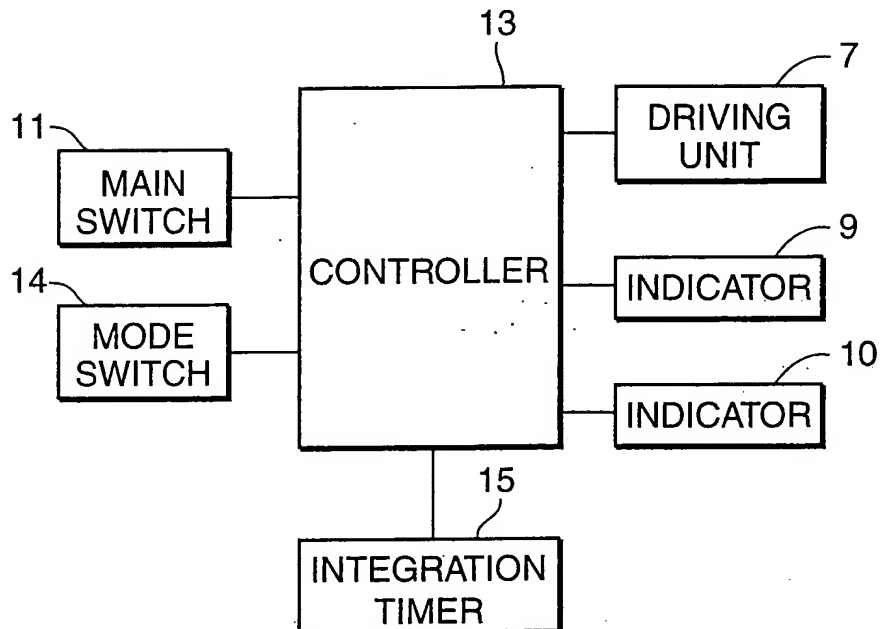 13
7
11
DRIVING
UNIT
MAIN
SWITCH
9
14
CONTROLLER
INDICATOR
MODE
SWITCH
10
INDICATOR
15
INTEGRATION
TIMER